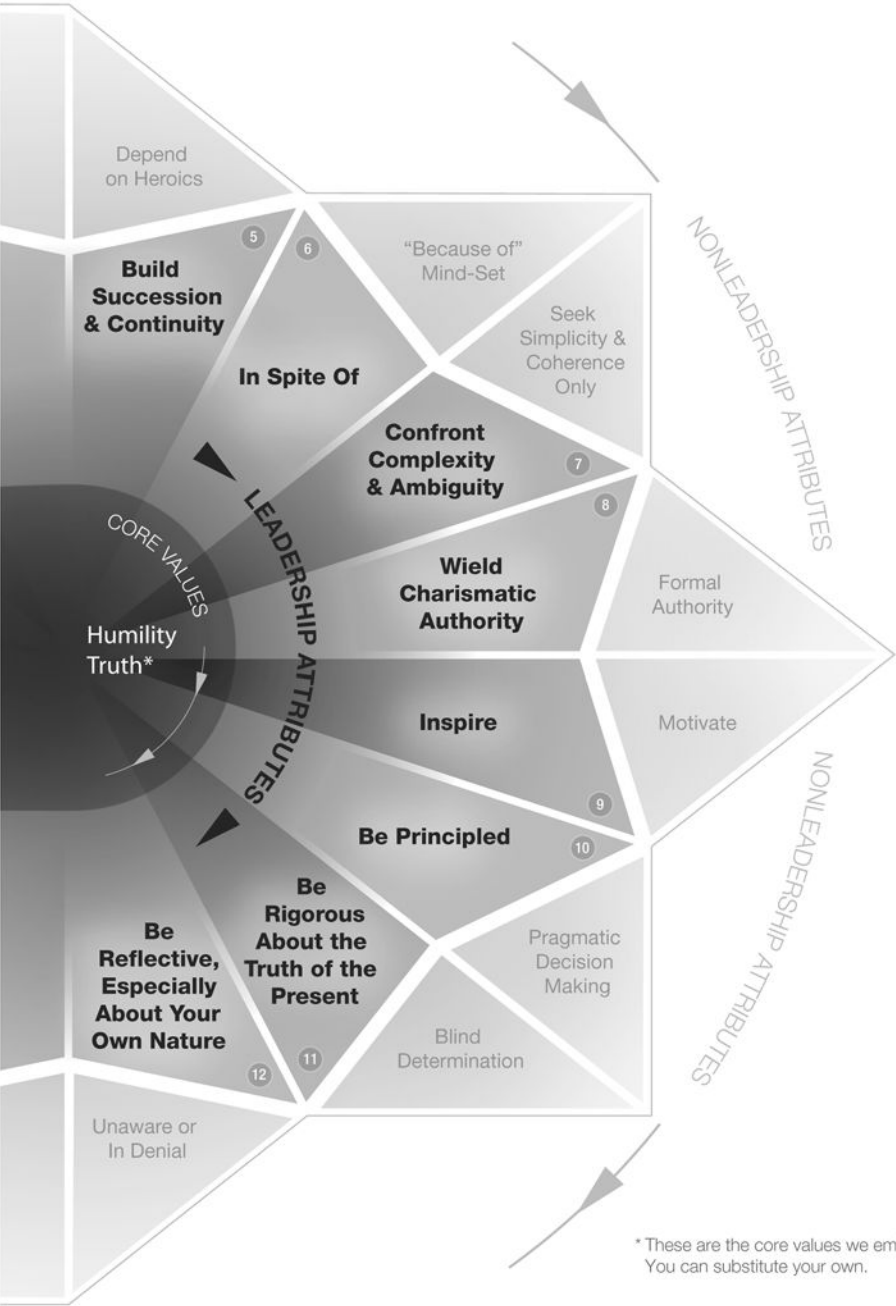 Depend
on Heroics
5
6
Build
Succession
& Continuity
"Because of"
Mind-Set
In Spite Of
Seek
Simplicity &
Coherence
Only
NONLEADERSHIP ATTRIBUTES
Confront
Complexity
& Ambiguity
7
8
LEADERSHIP ATTRIBUTES
CORE VALUES
Humility
Truth*
Wield
Charismatic
Authority
Formal
Authority
Inspire
Motivate
9
Be Principled
10
NONLEADERSHIP ATTRIBUTES
Be
Rigorous
About the
Truth of the
Present
11
Be
Reflective,
Especially
About Your
Own Nature
12
Pragmatic
Decision
Making
Blind
Determination
Unaware or
In Denial
* These are the core values we em
You can substitute your own.